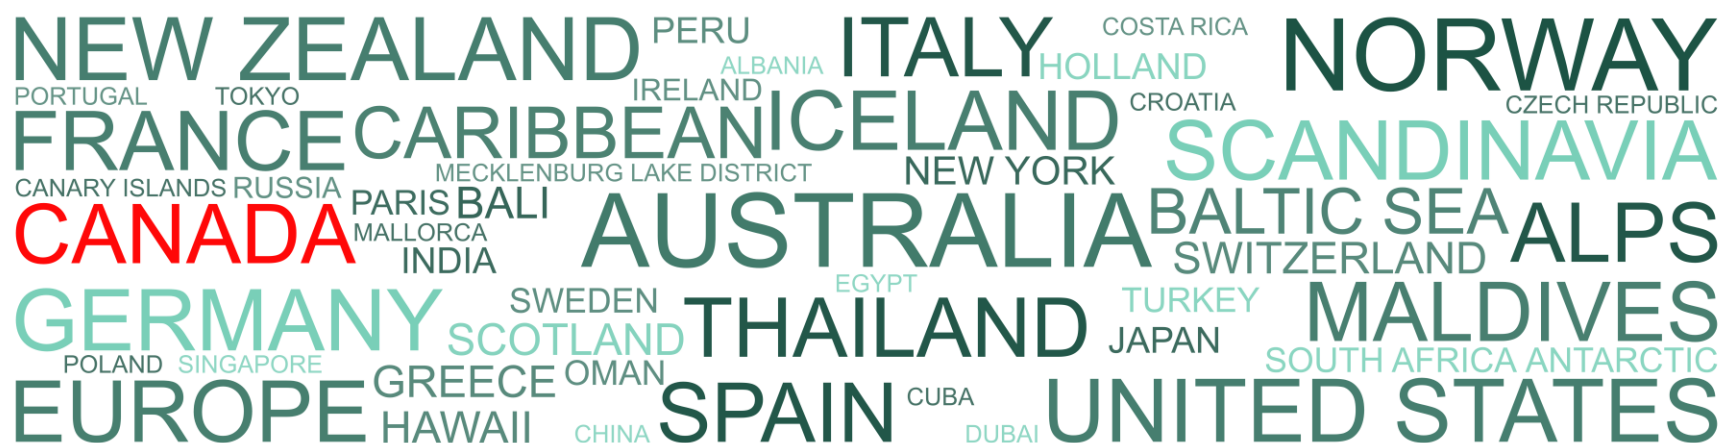 NEW ZEALAND PERU ITALY COSTA RICA NORWAY
ALBANIA HOLLAND
PORTUGAL TOKYO IRELAND ICELAND CROATIA CZECH REPUBLIC
FRANCE CARIBBEAN SCANDINAVIA
MECKLENBURG LAKE DISTRICT NEW YORK
CANARY ISLANDS RUSSIA PARIS BALI AUSTRALIA BALTIC SEA ALPS
CANADA MALLORCA
INDIA SWITZERLAND
EGYPT
GERMANY SWEDEN THAILAND TURKEY MALDIVES
SCOTLAND JAPAN
POLAND SINGAPORE SOUTH AFRICA ANTARCTIC
EUROPE GREECE OMAN SPAIN CUBA UNITED STATES
HAWAII CHINA DUBAI